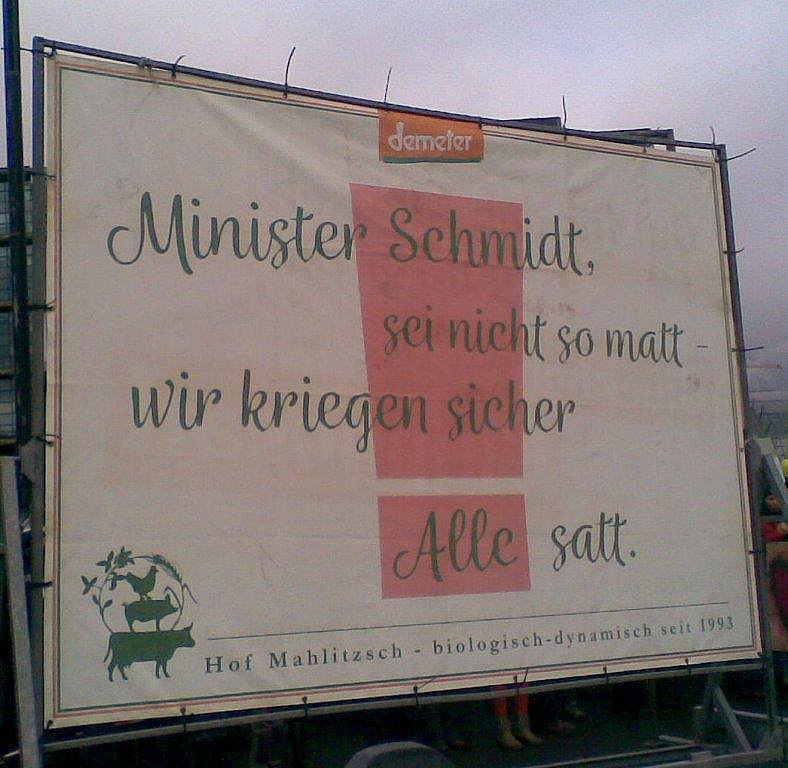 demeter
Minister Schmidt,
sei nicht so matt -
wir kriegen sicher
Alle satt.
Hof Mahlitzsch - biologisch-dynamisch seit 1993